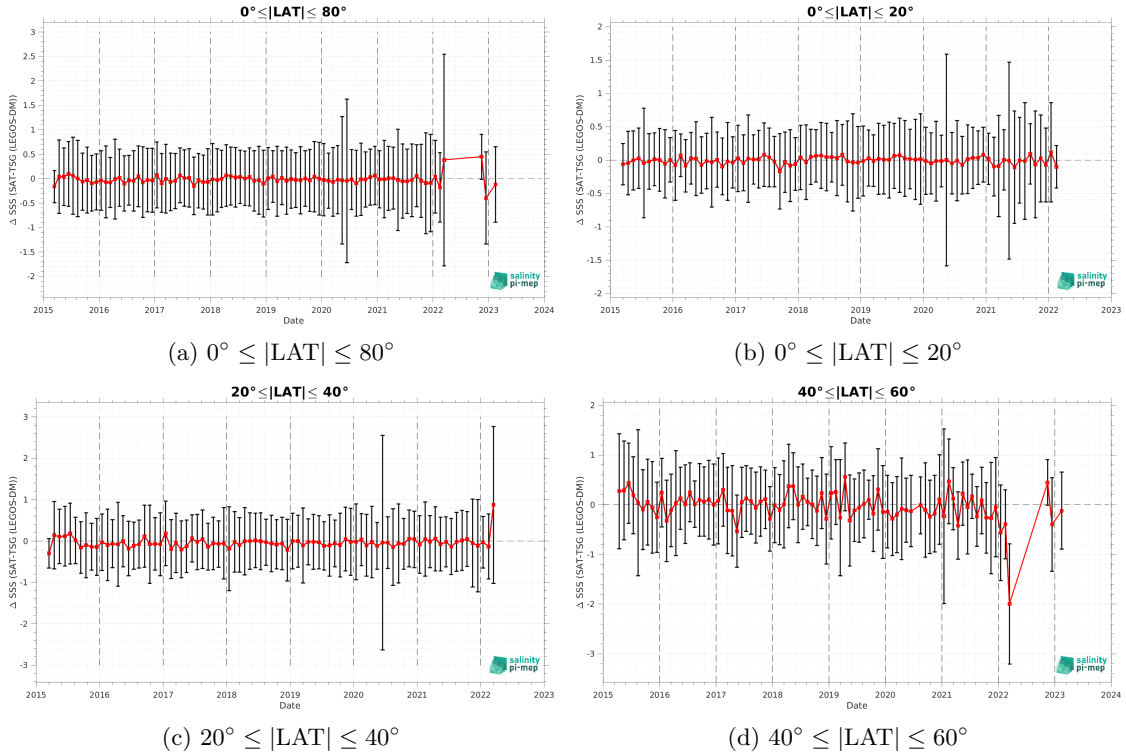 0°≤|LAT|≤ 80°
Δ SSS (SAT-TSG (LEGOS-DM))
3
2.5
2
1.5
1
0.5
0
-0.5
-1
-1.5
-2
salinity
pi-mep
2015 2016 2017 2018 2019 2020 2021 2022 2023 2024
Date
(a) 0° ≤ |LAT| ≤ 80°
0°≤|LAT|≤ 20°
Δ SSS (SAT-TSG (LEGOS-DM))
2
1.5
1
0.5
0
-0.5
-1
-1.5
-2
salinity
pi-mep
2015 2016 2017 2018 2019 2020 2021 2022 2023
Date
(b) 0° ≤ |LAT| ≤ 20°
20°≤|LAT|≤ 40°
Δ SSS (SAT-TSG (LEGOS-DM))
3
2
1
0
-1
-2
-3
salinity
pi-mep
2015 2016 2017 2018 2019 2020 2021 2022 2023
Date
(c) 20° ≤ |LAT| ≤ 40°
40°≤|LAT|≤ 60°
Δ SSS (SAT-TSG (LEGOS-DM))
2
1
0
-1
-2
-3
salinity
pi-mep
2015 2016 2017 2018 2019 2020 2021 2022 2023 2024
Date
(d) 40° ≤ |LAT| ≤ 60°